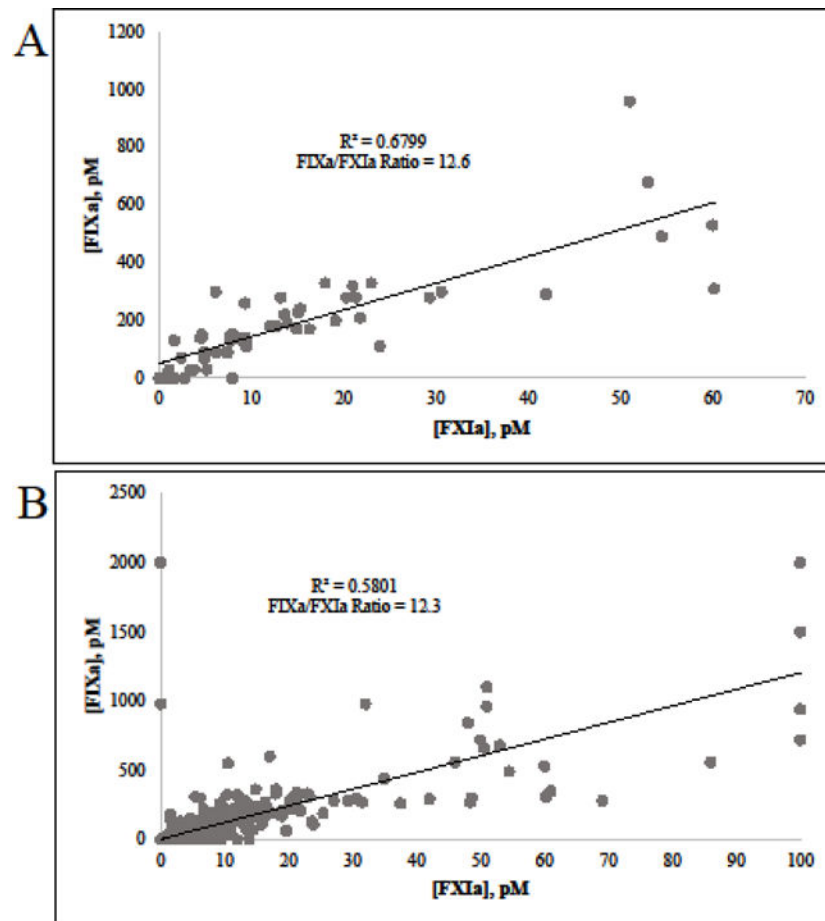 A
1200
1000
800
600
400
200
0
[FIXa], pM
R² = 0.6799
FIXa/FXIa Ratio = 12.6
0 10 20 30 40 50 60 70
[FXIa], pM
B
2500
2000
1500
1000
500
0
[FIXa], pM
R² = 0.5801
FIXa/FXIa Ratio = 12.3
0 10 20 30 40 50 60 70 80 90 100
[FXIa], pM